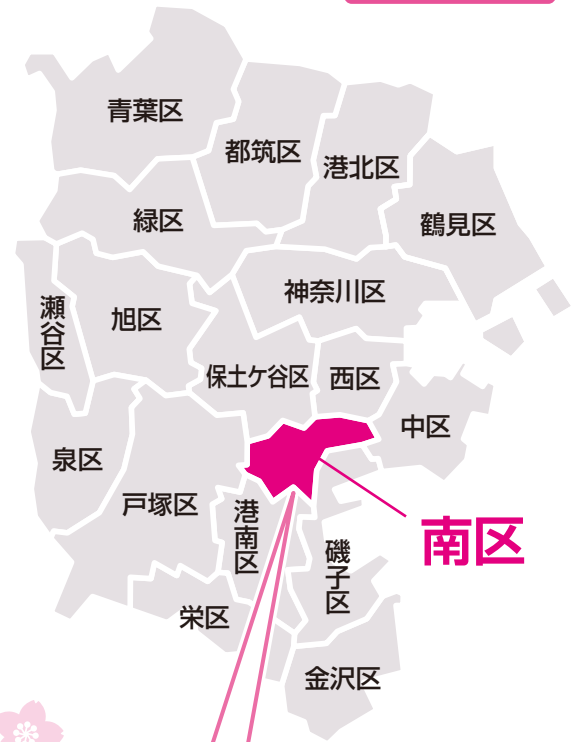 青葉区
都筑区
港北区
緑区
鶴見区
神奈川区
瀬谷区
旭区
保土ケ谷区
西区
中区
泉区
戸塚区
港南区
南区
磯子区
栄区
金沢区